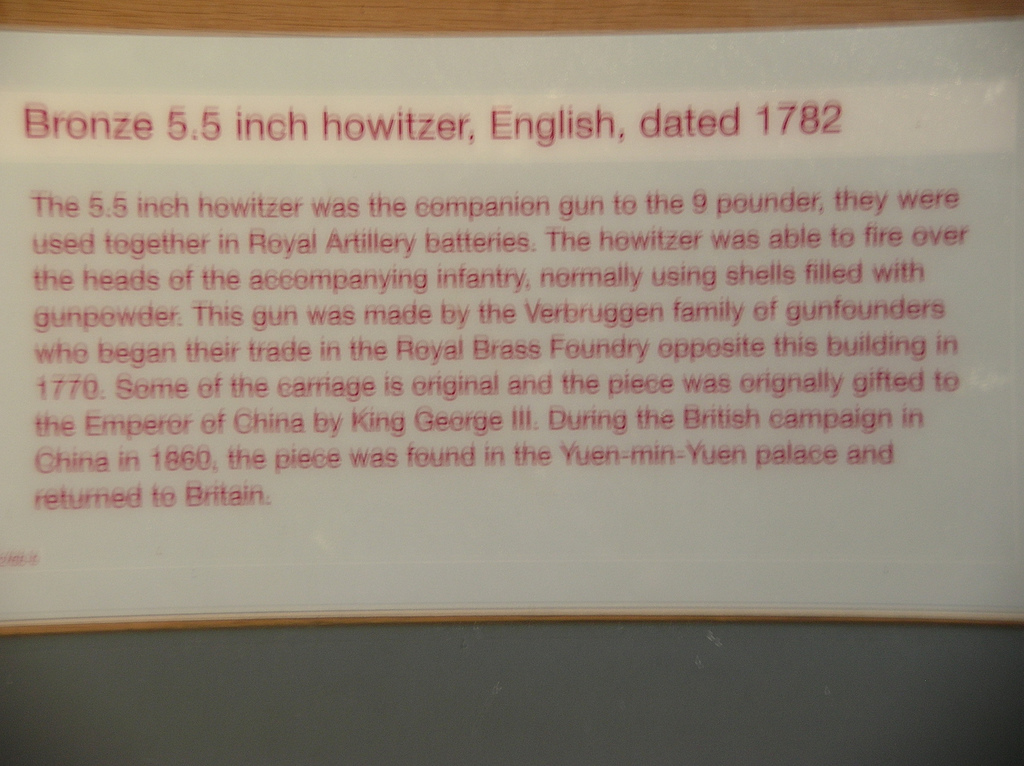 Bronze 5.5 inch howitzer, English, dated 1782
The 5.5 inch howitzer was the companion gun to the 9 pounder, they were
used together in Royal Artillery batteries. The howitzer was able to fire over
the heads of the accompanying infantry, normally using shells filled with
gunpowder. This gun was made by the Verbruggen family of gunfounders
who began their trade in the Royal Brass Foundry opposite this building in
1770. Some of the carriage is original and the piece was orignally gifted to
the Emperor of China by King George III. During the British campaign in
China in 1860, the piece was found in the Yuen-min-Yuen palace and
returned to Britain.